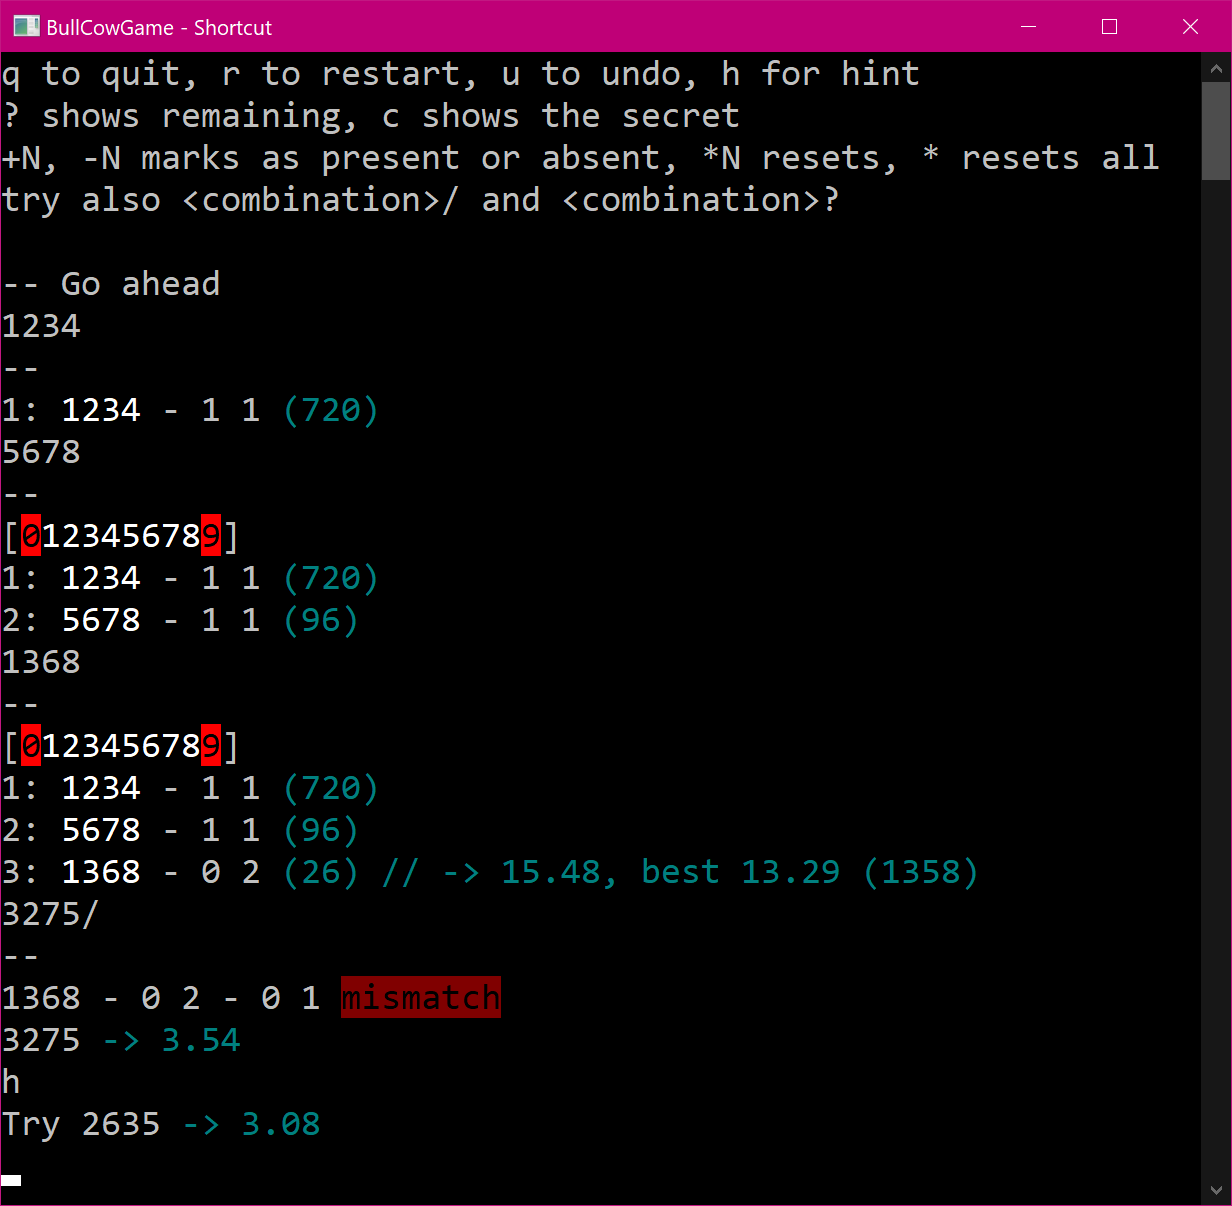 BullCowGame - Shortcut
q to quit, r to restart, u to undo, h for hint
? shows remaining, c shows the secret
+N, -N marks as present or absent, *N resets, * resets all
try also <combination>/ and <combination>?
-- Go ahead
1234
--
1: 1234 - 1 1 (720)
5678
--
[0123456789]
1: 1234 - 1 1 (720)
2: 5678 - 1 1 (96)
1368
--
[0123456789]
1: 1234 - 1 1 (720)
2: 5678 - 1 1 (96)
3: 1368 - 0 2 (26) // -> 15.48, best 13.29 (1358)
3275/
--
1368 - 0 2 - 0 1 mismatch
3275 -> 3.54
h
Try 2635 -> 3.08